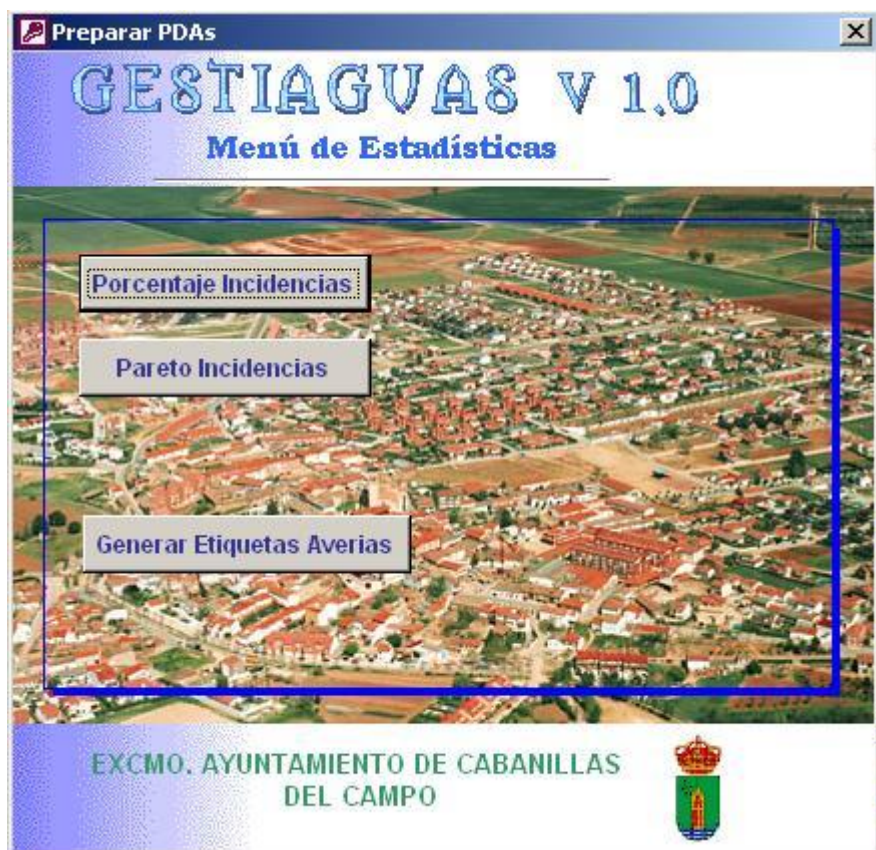 Preparar PDAs
GESTIAGUAS V 1.0
Menú de Estadísticas
Porcentaje Incidencias
Pareto Incidencias
Generar Etiquetas Averias
EXCMO. AYUNTAMIENTO DE CABANILLAS
DEL CAMPO